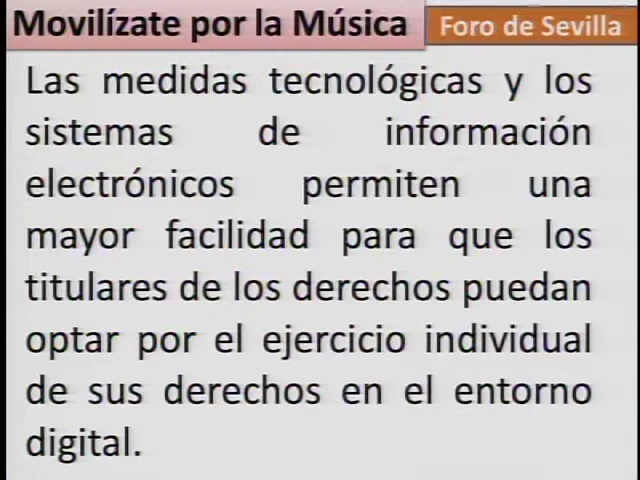 Movilízate por la Música
Foro de Sevilla
Las medidas tecnológicas y los
sistemas de información
electrónicos permiten una
mayor facilidad para que los
titulares de los derechos puedan
optar por el ejercicio individual
de sus derechos en el entorno
digital.